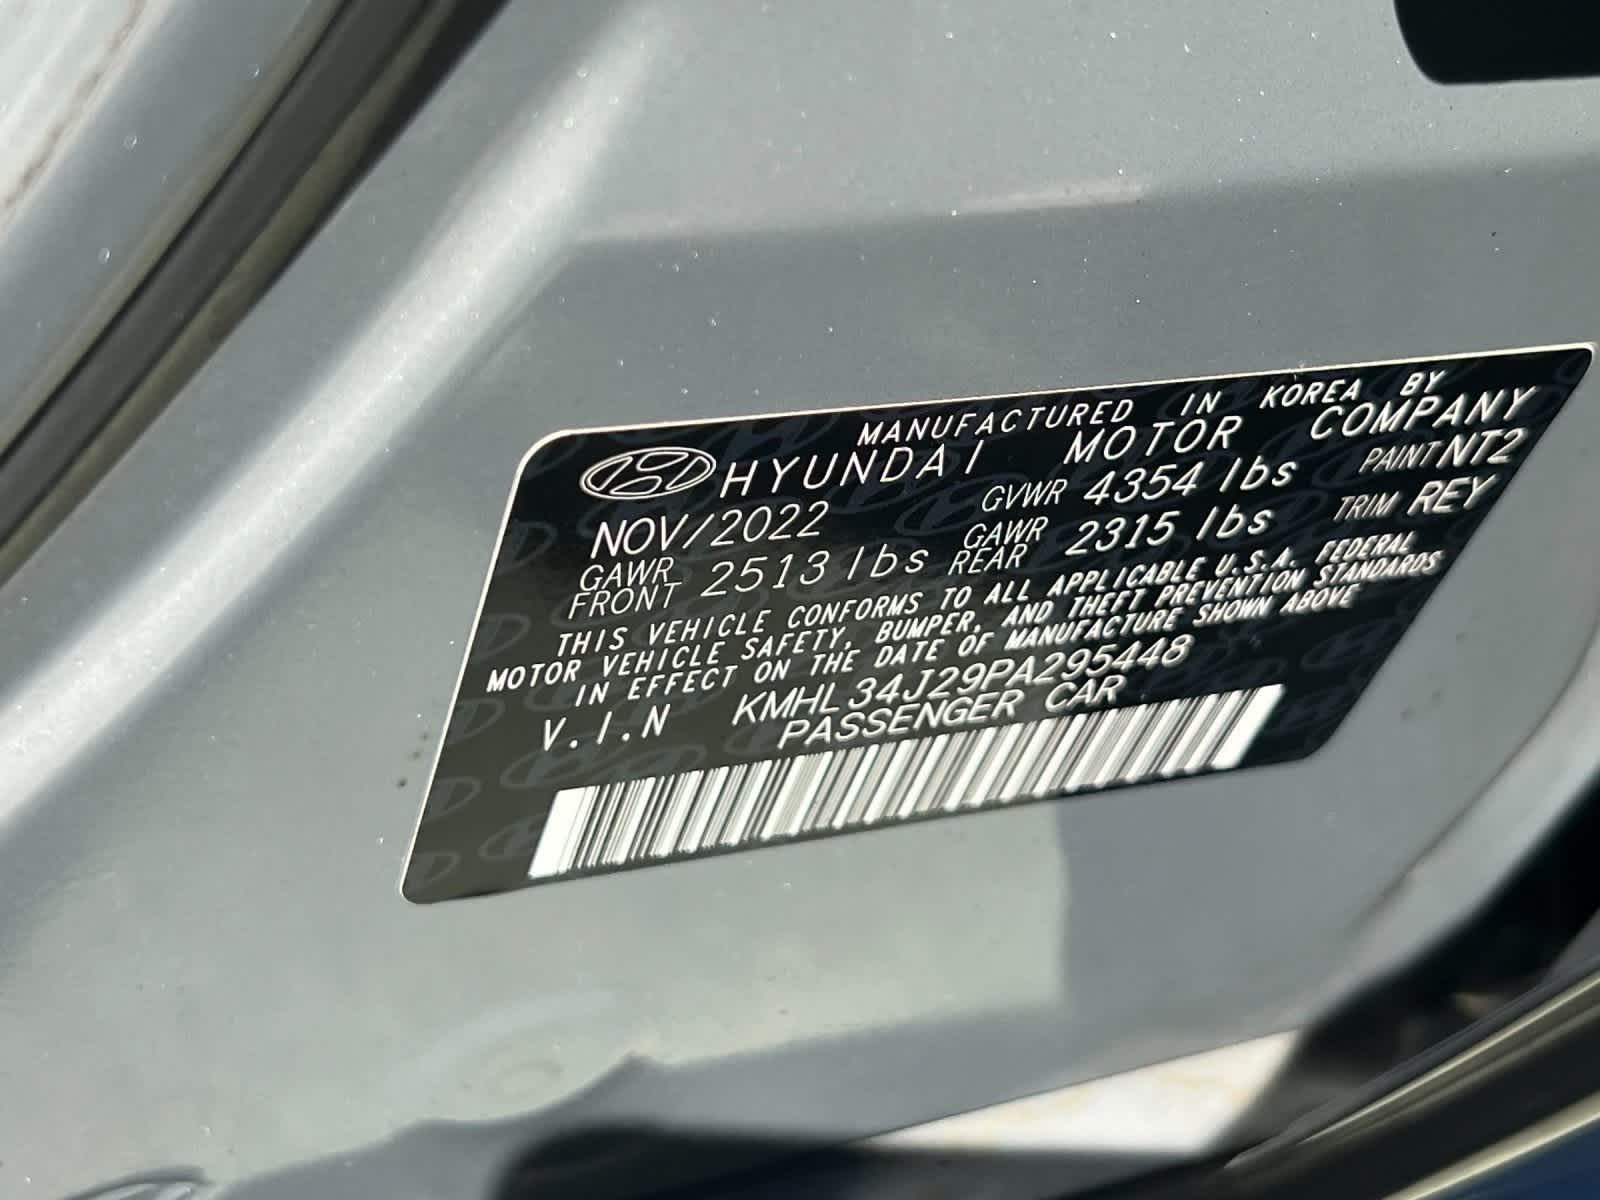 MANUFACTURED IN KOREA BY
HYUNDAI MOTOR COMPANY
NOV/2022 GVWR 4354 lbs PAINT NT2
GAWR FRONT 2513 lbs GAWR REAR 2315 lbs TRIM REY
THIS VEHICLE CONFORMS TO ALL APPLICABLE U.S.A. FEDERAL
MOTOR VEHICLE SAFETY, BUMPER, AND THEFT PREVENTION STANDARDS
IN EFFECT ON THE DATE OF MANUFACTURE SHOWN ABOVE
V.I.N KMHL34J29PA295448
PASSENGER CAR